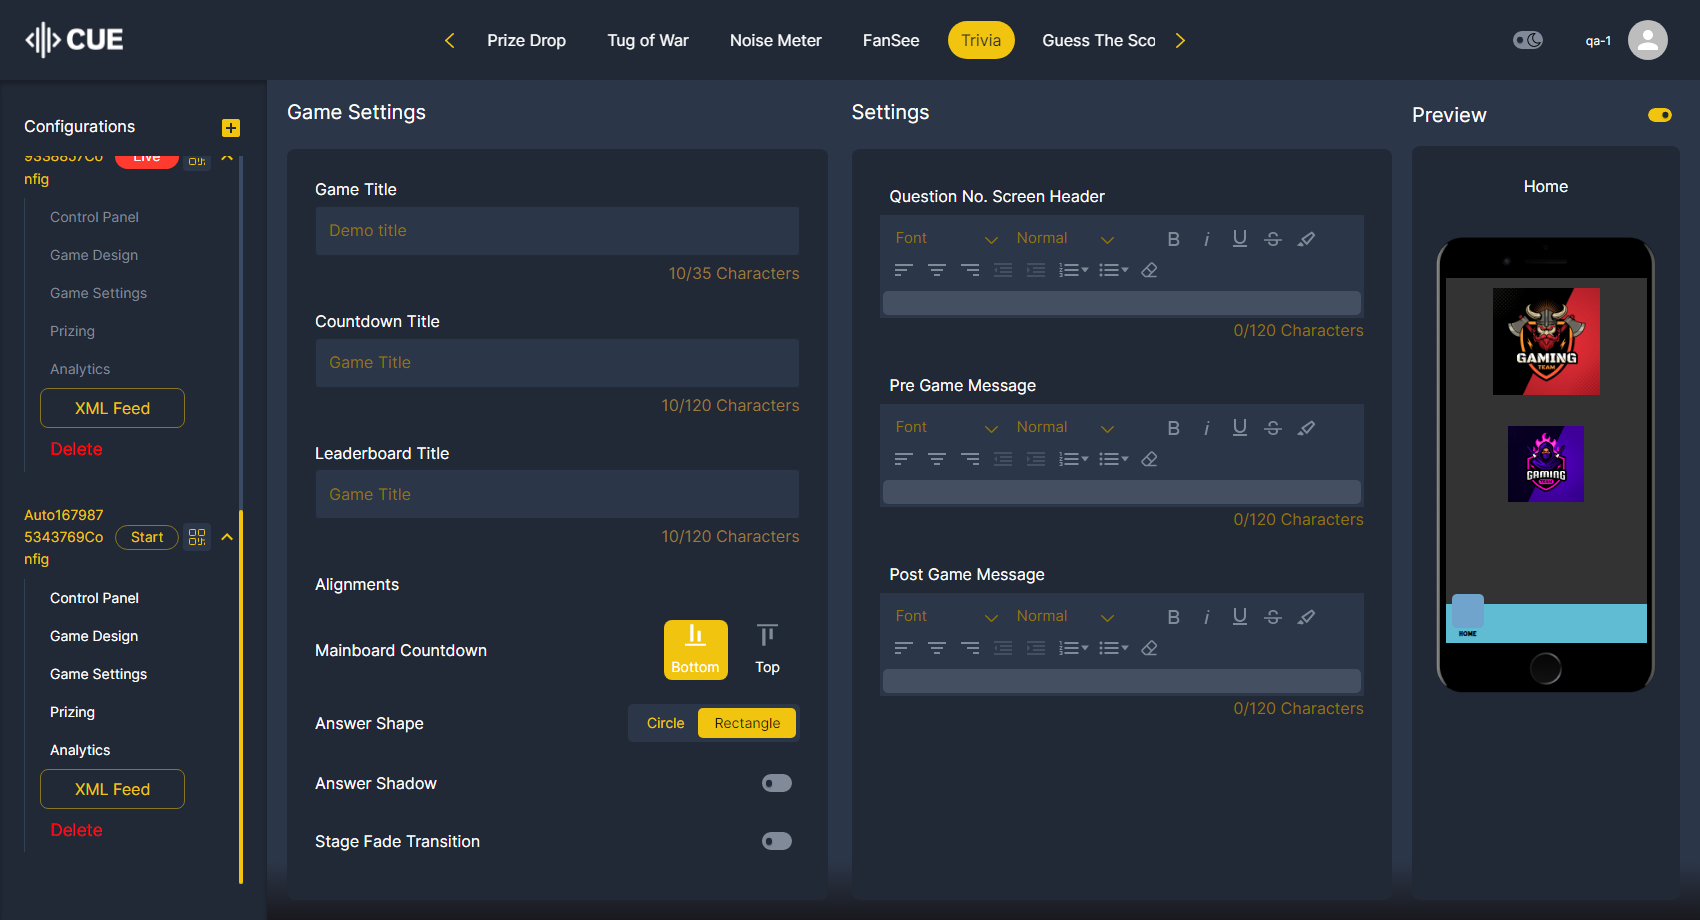 CUE
Prize Drop
Tug of War
Noise Meter
FanSee
Trivia
Guess The Sco
qa-1
Configurations
9338857Co
nfig
Live
Control Panel
Game Design
Game Settings
Prizing
Analytics
XML Feed
Delete
Auto167987
5343769Co
nfig
Start
Control Panel
Game Design
Game Settings
Prizing
Analytics
XML Feed
Delete
Game Settings
Game Title
Demo title
10/35 Characters
Countdown Title
Game Title
10/120 Characters
Leaderboard Title
Game Title
10/120 Characters
Alignments
Mainboard Countdown
Bottom
Top
Answer Shape
Circle
Rectangle
Answer Shadow
Stage Fade Transition
Settings
Question No. Screen Header
Font
Normal
0/120 Characters
Pre Game Message
Font
Normal
0/120 Characters
Post Game Message
Font
Normal
0/120 Characters
Preview
Home
GAMING
TEAM
GAMING
TEAM
HOME